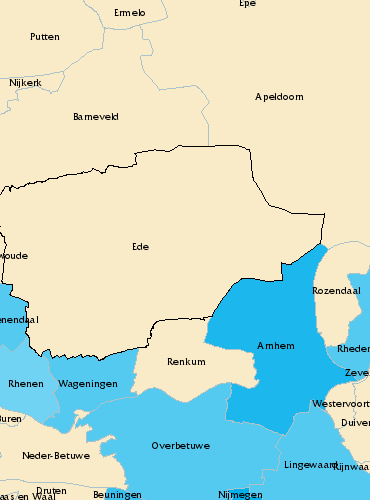 Epe
Ermelo
Putten
Nijkerk
Apeldoorn
Barneveld
Ede
woude
Rozendaal
enendaal
Arnhem
Rheden
Renkum
Zeve
Rhenen
Wageningen
Westervoort
Buren
Duiven
Overbetuwe
Neder-Betuwe
Lingewaard
Rijnwaa
Druten
aas en Waal
Beuningen
Nijmegen